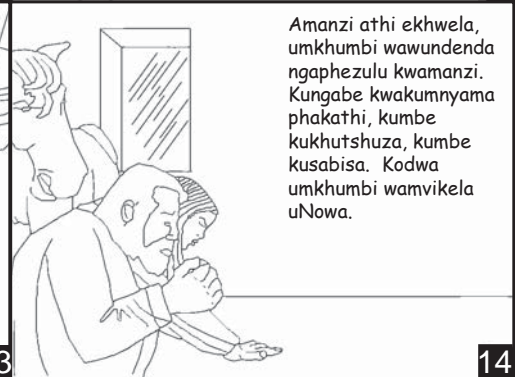 Amanzi athi ekhwela,
umkhumbi wawundenda
ngaphezulu kwamanzi.
Kungabe kwakumnyama
phakathi, kumbe
kukhutshuza, kumbe
kusabisa.  Kodwa
umkhumbi wamvikela
uNowa.
3
14